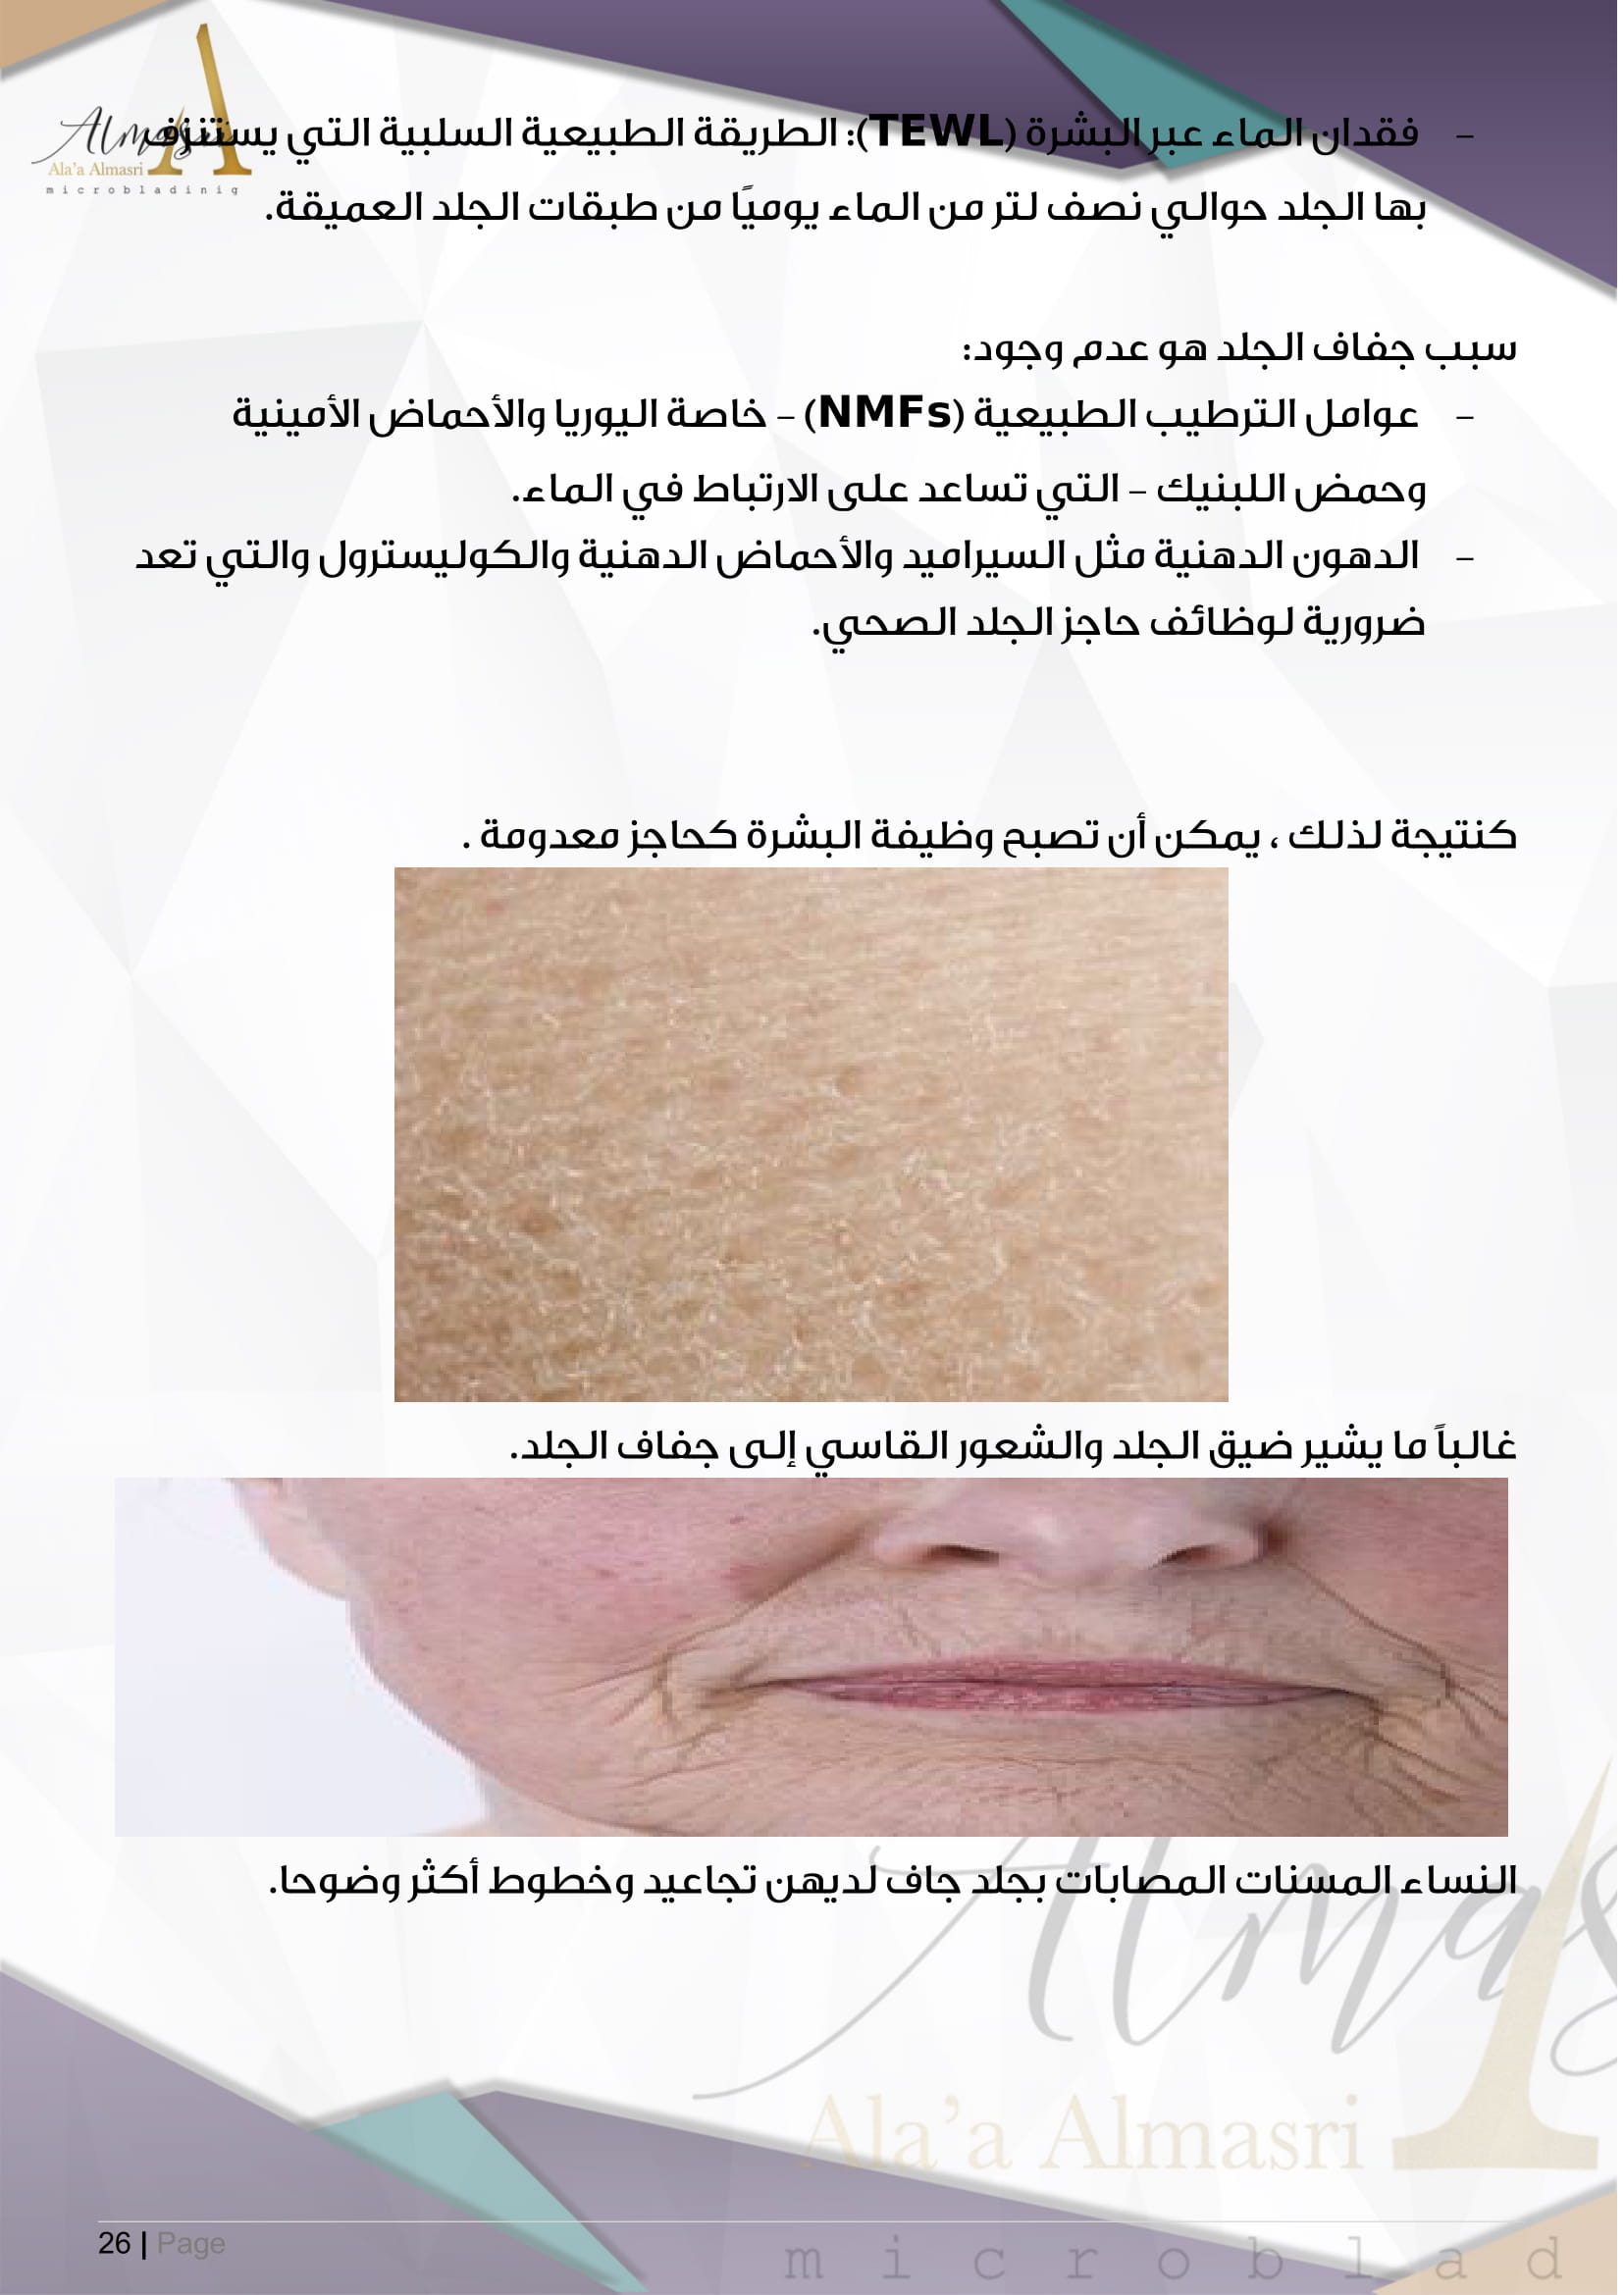 Almasri
Ala'a Almasri
microbladinig
- فقدان الماء عبر البشرة (TEWL): الطريقة الطبيعية السلبية التي يستنزف
بها الجلد حوالي نصف لتر من الماء يوميًا من طبقات الجلد العميقة.
سبب جفاف الجلد هو عدم وجود:
- عوامل الترطيب الطبيعية (NMFs) – خاصة اليوريا والأحماض الأمينية
وحمض اللبنيك – التي تساعد على الارتباط في الماء.
- الدهون الدهنية مثل السيراميد والأحماض الدهنية والكوليسترول والتي تعد
ضرورية لوظائف حاجز الجلد الصحي.
كنتيجة لذلك ، يمكن أن تصبح وظيفة البشرة كحاجز معدومة .
غالباً ما يشير ضيق الجلد والشعور القاسي إلى جفاف الجلد.
النساء المسنات المصابات بجلد جاف لديهن تجاعيد وخطوط أكثر وضوحا.
Almas
Ala'a Almasri
26 | Page
microblad